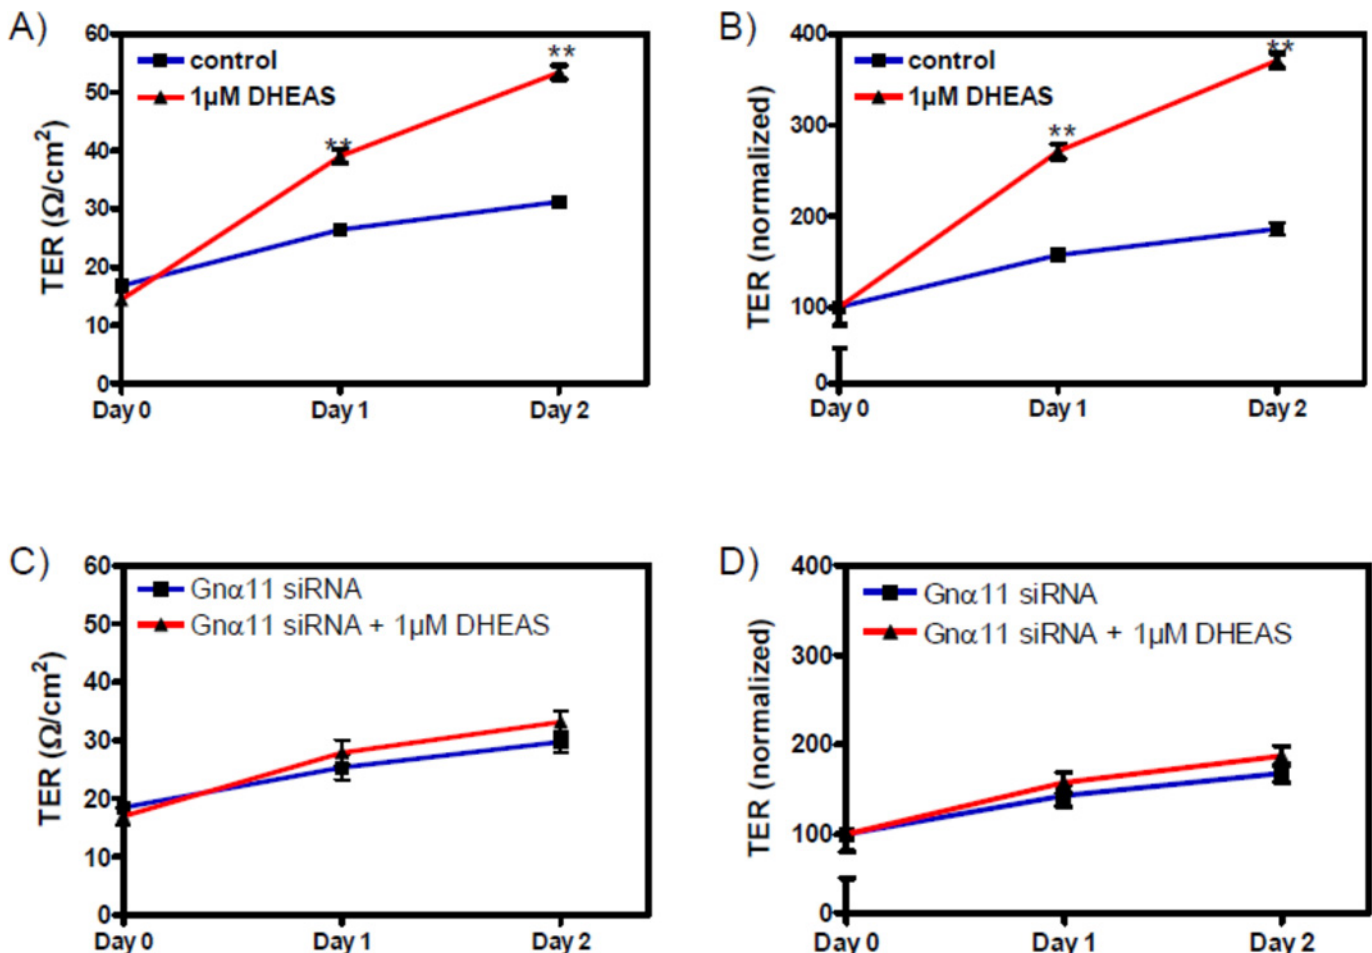 A)
60
50
40
30
20
10
0
TER (Ω/cm²)
control
1µM DHEAS
**
**
Day 0 Day 1 Day 2
B)
400
300
200
100
0
TER (normalized)
control
1µM DHEAS
**
**
Day 0 Day 1 Day 2
C)
60
50
40
30
20
10
0
TER (Ω/cm²)
Gnα11 siRNA
Gnα11 siRNA + 1µM DHEAS
Day 0 Day 1 Day 2
D)
400
300
200
100
0
TER (normalized)
Gnα11 siRNA
Gnα11 siRNA + 1µM DHEAS
Day 0 Day 1 Day 2